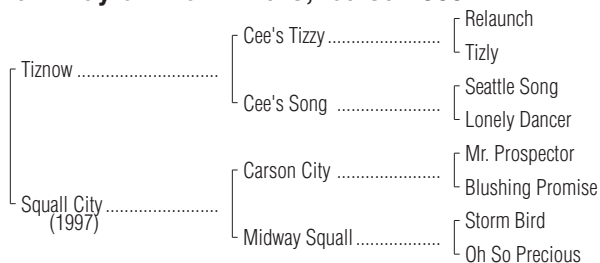 Relaunch
Cee's Tizzy ..........................
Tizly
Tiznow ...................................
Seattle Song
Cee's Song ..........................
Lonely Dancer
Mr. Prospector
Carson City ..........................
Blushing Promise
Squall City ............................
(1997)
Storm Bird
Midway Squall .....................
Oh So Precious